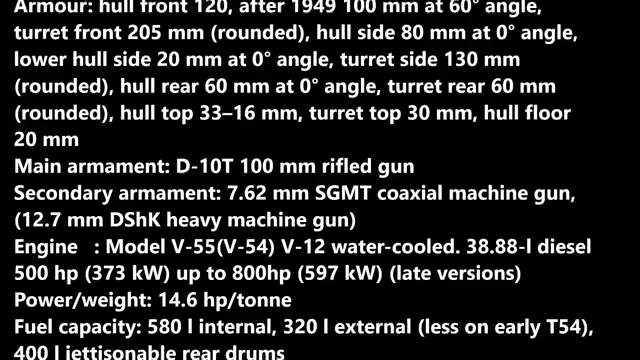 Armour: hull front 120, after 1949 100 mm at 60° angle,
turret front 205 mm (rounded), hull side 80 mm at 0° angle,
lower hull side 20 mm at 0° angle, turret side 130 mm
(rounded), hull rear 60 mm at 0° angle, turret rear 60 mm
(rounded), hull top 33–16 mm, turret top 30 mm, hull floor
20 mm
Main armament: D-10T 100 mm rifled gun
Secondary armament: 7.62 mm SGMT coaxial machine gun,
(12.7 mm DShK heavy machine gun)
Engine   : Model V-55(V-54) V-12 water-cooled. 38.88-l diesel
500 hp (373 kW) up to 800hp (597 kW) (late versions)
Power/weight: 14.6 hp/tonne
Fuel capacity: 580 l internal, 320 l external (less on early T54),
400 l jettisonable rear drums